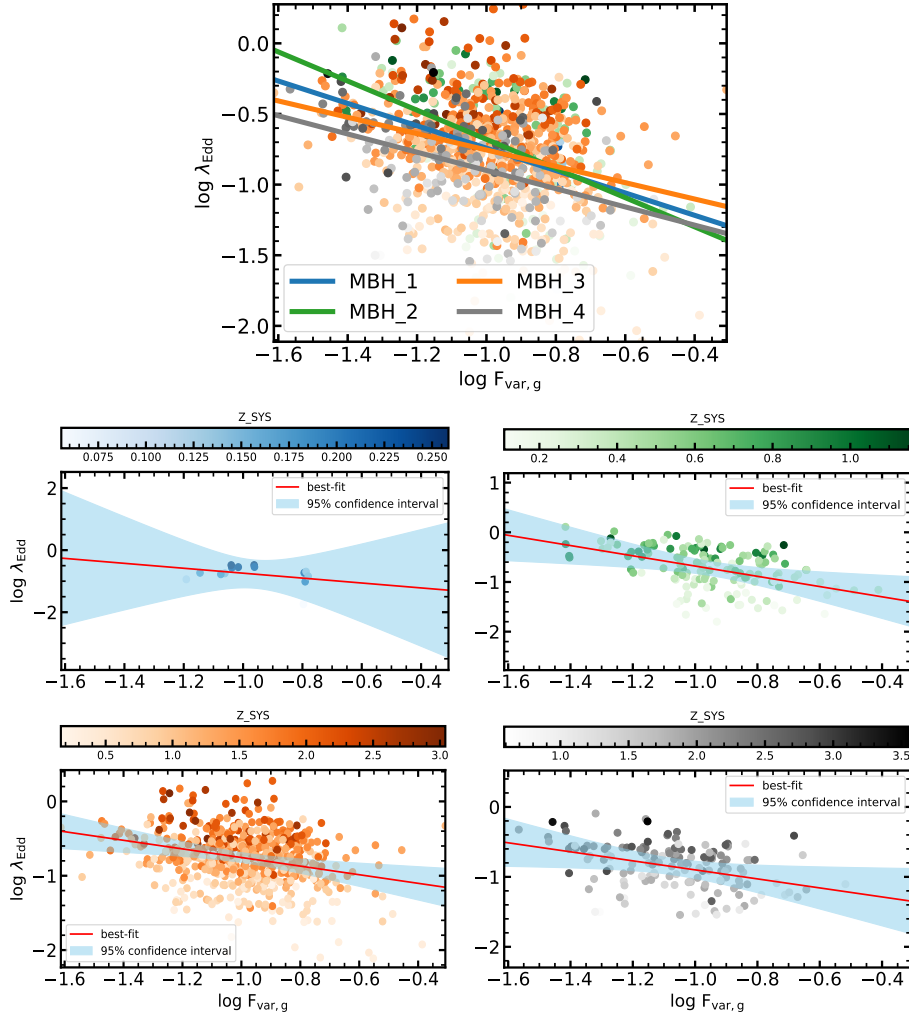 0.0
−0.5
−1.0
−1.5
−2.0
log λEdd
MBH_1 MBH_3
MBH_2 MBH_4
−1.6 −1.4 −1.2 −1.0 −0.8 −0.6 −0.4
log Fvar, g
Z_SYS
0.075 0.100 0.125 0.150 0.175 0.200 0.225 0.250
2
0
−2
log λEdd
best-fit
95% confidence interval
−1.6 −1.4 −1.2 −1.0 −0.8 −0.6 −0.4
Z_SYS
0.2 0.4 0.6 0.8 1.0
1
0
−1
−2
best-fit
95% confidence interval
−1.6 −1.4 −1.2 −1.0 −0.8 −0.6 −0.4
Z_SYS
0.5 1.0 1.5 2.0 2.5 3.0
0
−1
−2
log λEdd
best-fit
95% confidence interval
−1.6 −1.4 −1.2 −1.0 −0.8 −0.6 −0.4
log Fvar, g
Z_SYS
1.0 1.5 2.0 2.5 3.0 3.5
0
−1
−2
best-fit
95% confidence interval
−1.6 −1.4 −1.2 −1.0 −0.8 −0.6 −0.4
log Fvar, g